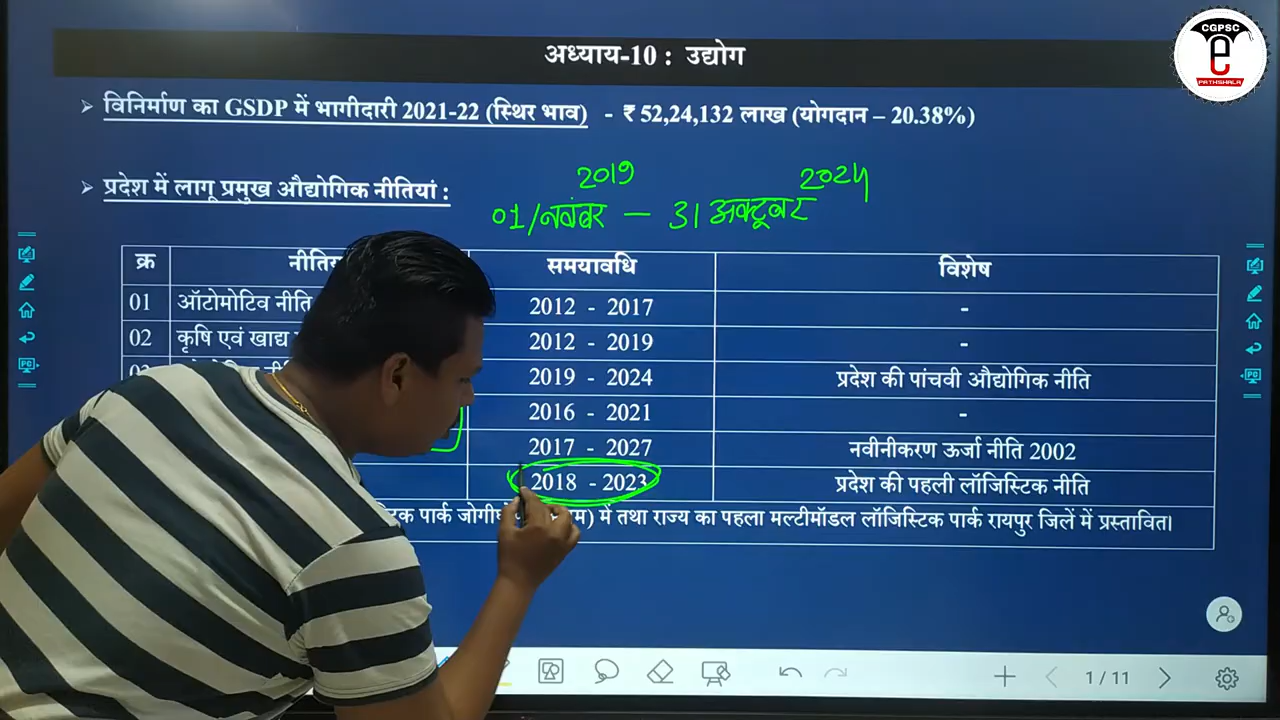 CGPSC
e
PATHSHALA
अध्याय-10 : उद्योग
विनिर्माण का GSDP में भागीदारी 2021-22 (स्थिर भाव) - ₹ 52,24,132 लाख (योगदान – 20.38%)
2019 2024
प्रदेश में लागू प्रमुख औद्योगिक नीतियां :
01/नवंबर — 31 अक्टूबर
क्र समयावधि विशेष
01 ऑटोमोटिव नीति 2012 - 2017 -
02 कृषि एवं खाद्य 2012 - 2019 -
2019 - 2024 प्रदेश की पांचवी औद्योगिक नीति
2016 - 2021 -
2017 - 2027 नवीनीकरण ऊर्जा नीति 2002
2018 - 2023 प्रदेश की पहली लॉजिस्टिक नीति
पार्क में तथा राज्य का पहला मल्टीमॉडल लॉजिस्टिक पार्क रायपुर जिलें में प्रस्तावित।
1 / 11